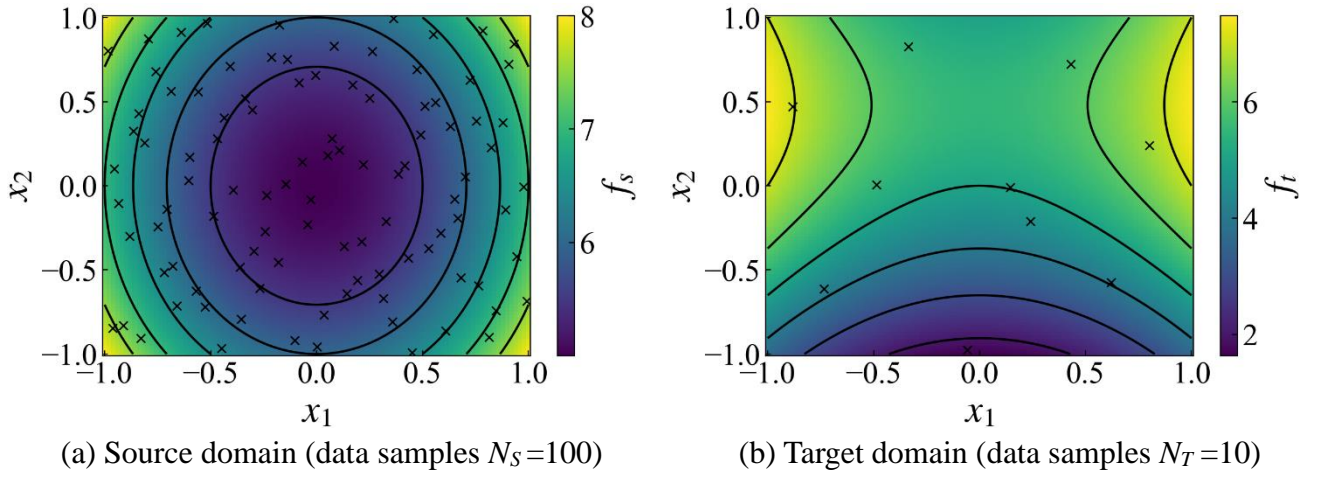 1.0
0.5
0.0
−0.5
−1.0
x₂
−1.0 −0.5 0.0 0.5 1.0
x₁
8
7
6
fₛ
1.0
0.5
0.0
−0.5
−1.0
x₂
−1.0 −0.5 0.0 0.5 1.0
x₁
6
4
2
fₜ
(a) Source domain (data samples N_S =100)
(b) Target domain (data samples N_T =10)